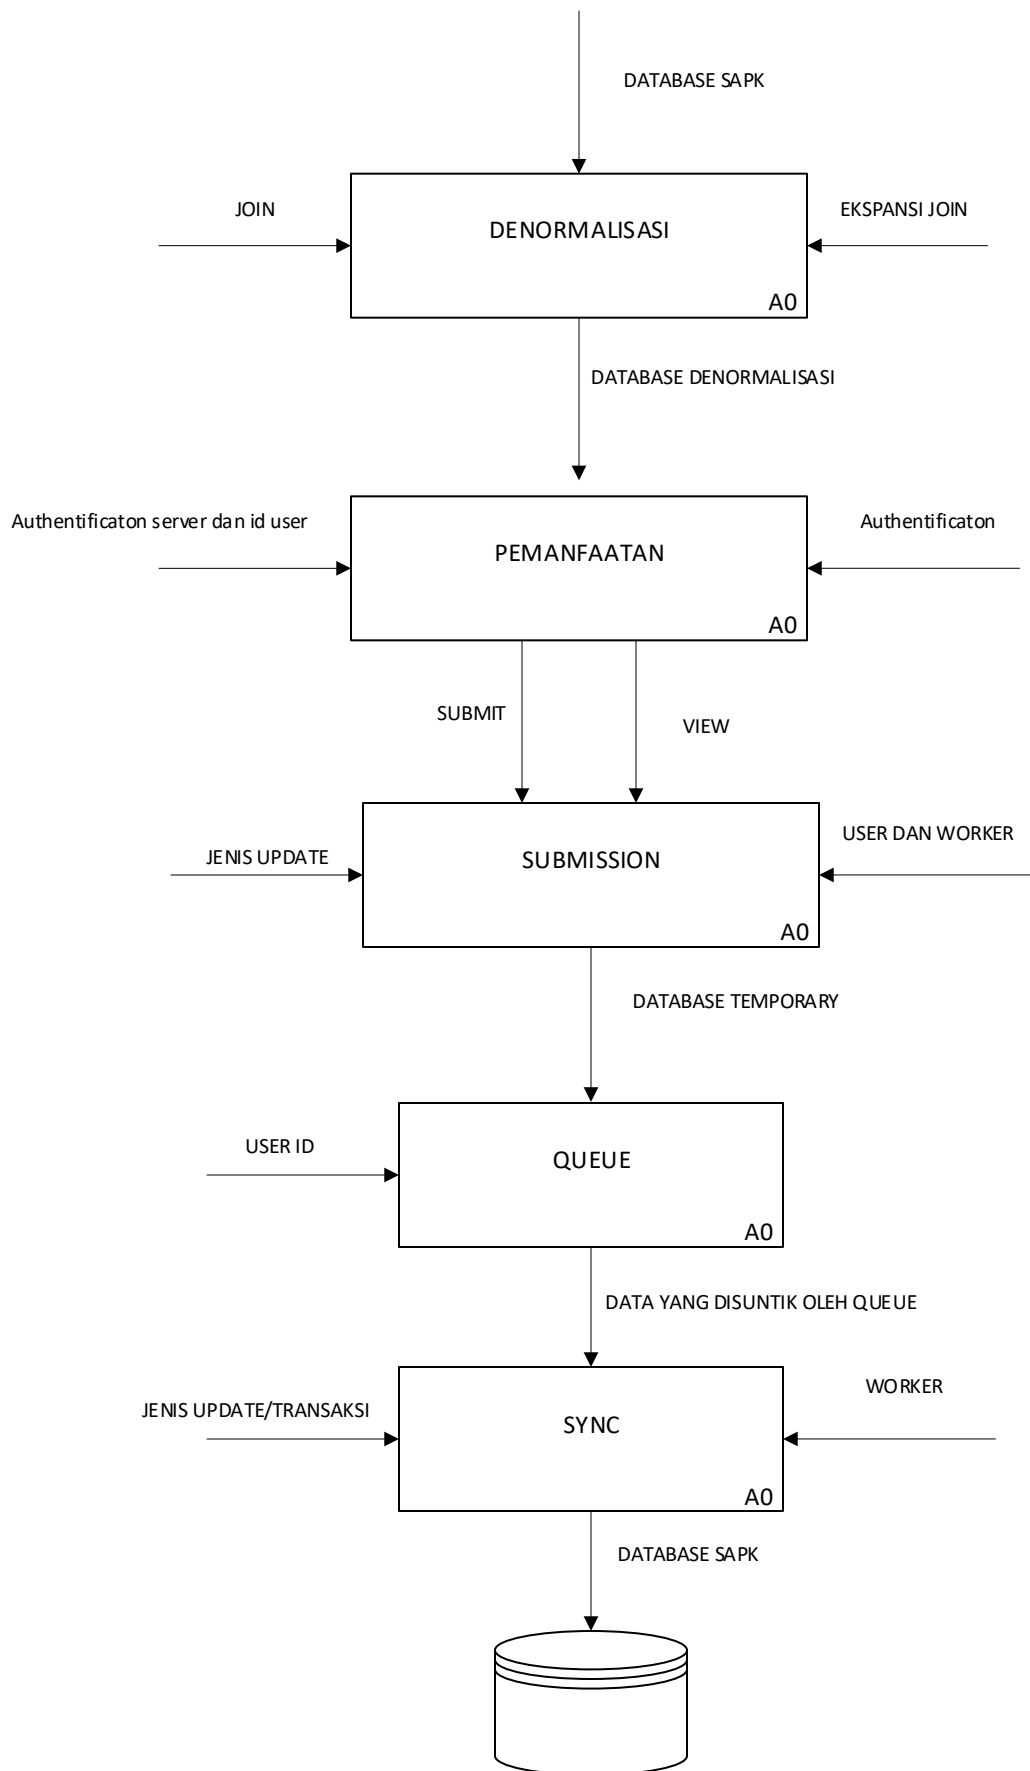 DATABASE SAPK
JOIN
EKSPANSI JOIN
DENORMALISASI
A0
DATABASE DENORMALISASI
Authentificaton server dan id user
Authentificaton
PEMANFAATAN
A0
SUBMIT
VIEW
JENIS UPDATE
USER DAN WORKER
SUBMISSION
A0
DATABASE TEMPORARY
USER ID
QUEUE
A0
DATA YANG DISUNTIK OLEH QUEUE
JENIS UPDATE/TRANSAKSI
WORKER
SYNC
A0
DATABASE SAPK